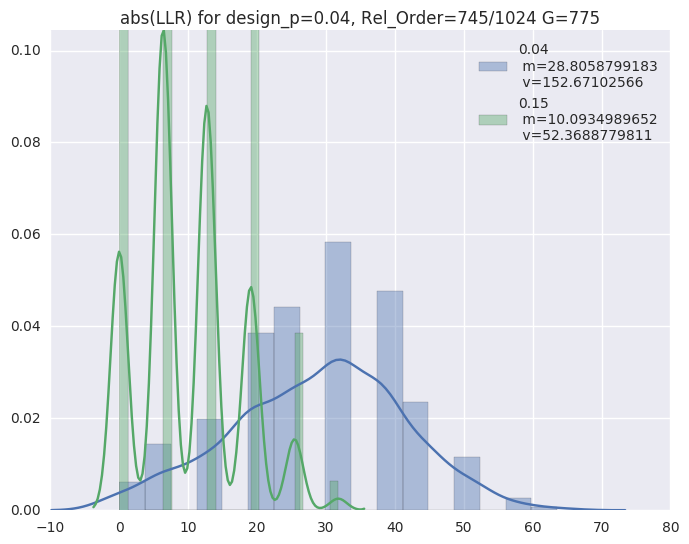 abs(LLR) for design_p=0.04, Rel_Order=745/1024 G=775
0.04
m=28.8058799183
v=152.67102566
0.15
m=10.0934989652
v=52.3688779811
0.10
0.08
0.06
0.04
0.02
0.00
−10 0 10 20 30 40 50 60 70 80